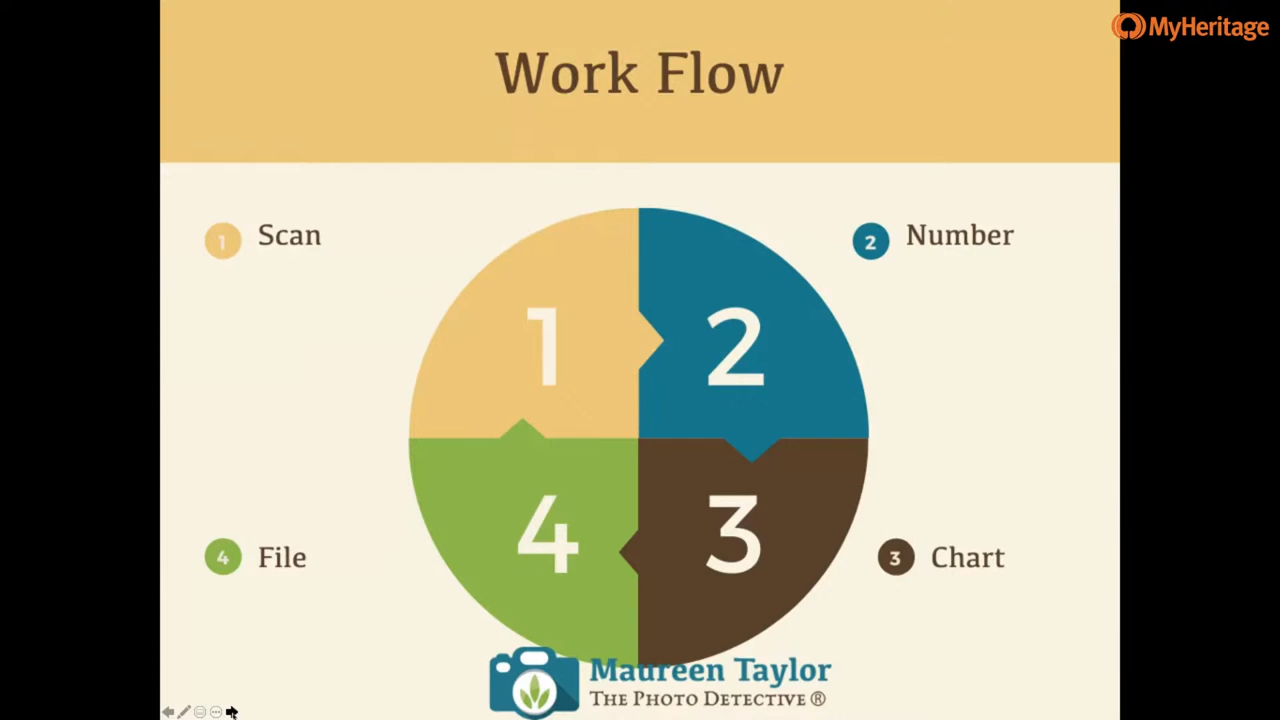 MyHeritage
Work Flow
1 Scan
2 Number
1
2
4
3
4 File
3 Chart
Maureen Taylor
THE PHOTO DETECTIVE ®